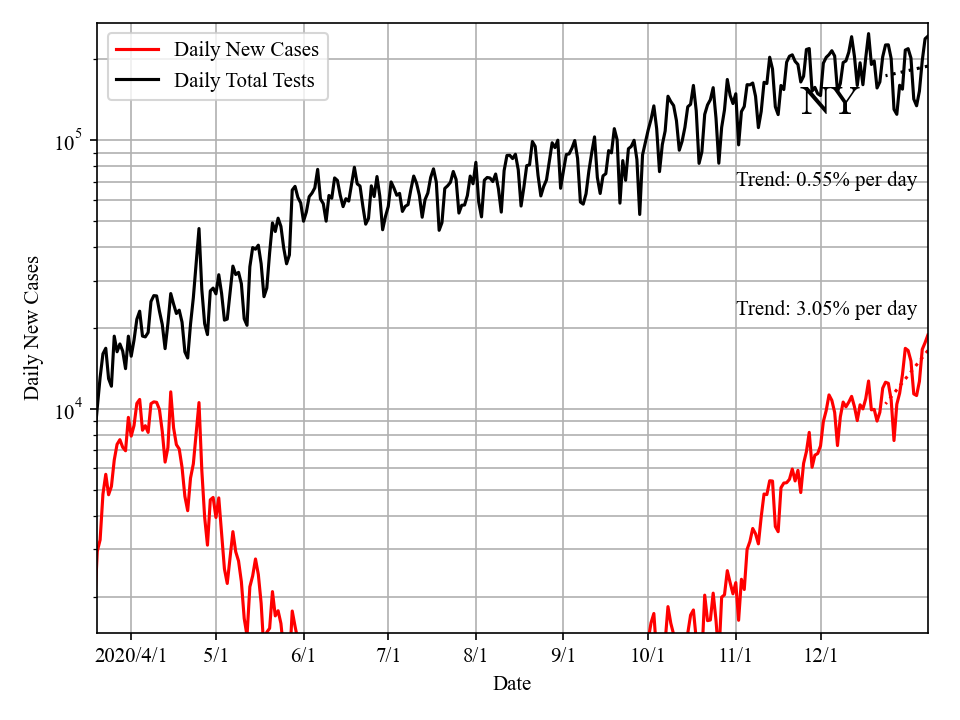 Daily New Cases
Daily Total Tests
NY
10^5
Trend: 0.55% per day
Daily New Cases
Trend: 3.05% per day
10^4
2020/4/1 5/1 6/1 7/1 8/1 9/1 10/1 11/1 12/1
Date